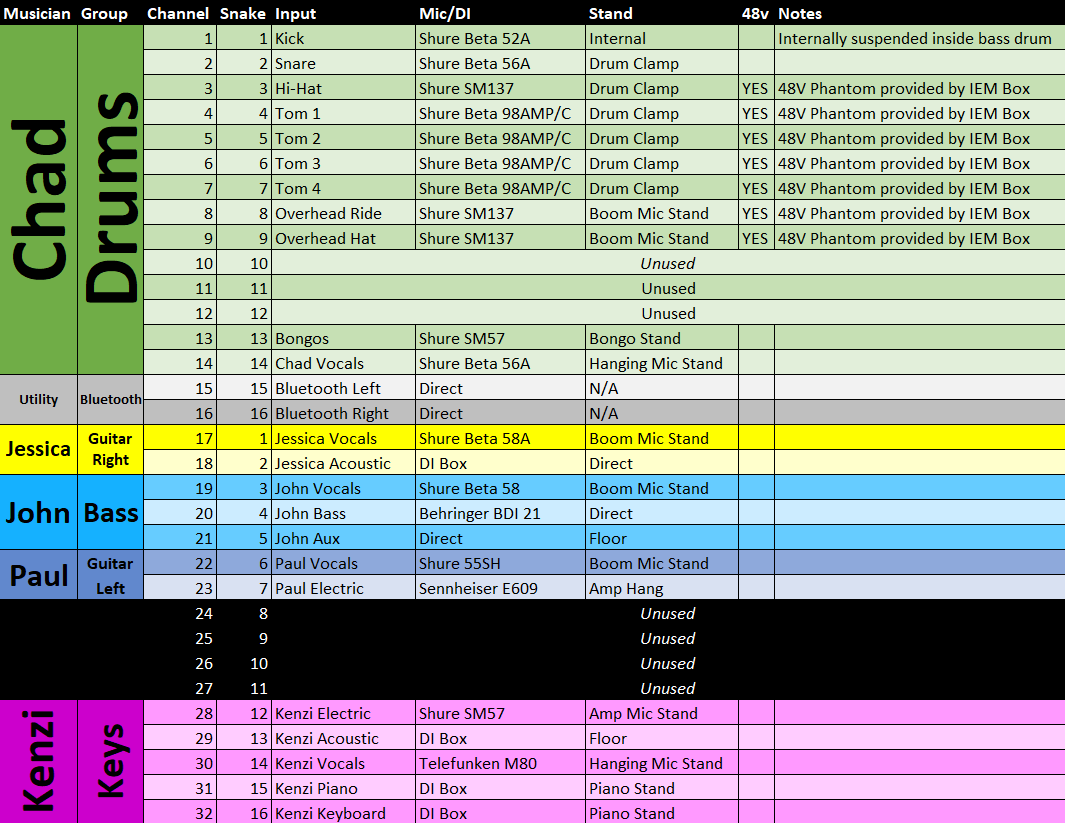 Musician Group Channel Snake Input Mic/DI Stand 48v Notes
Chad
Drums
1 1 Kick Shure Beta 52A Internal Internally suspended inside bass drum
2 2 Snare Shure Beta 56A Drum Clamp
3 3 Hi-Hat Shure SM137 Drum Clamp YES 48V Phantom provided by IEM Box
4 4 Tom 1 Shure Beta 98AMP/C Drum Clamp YES 48V Phantom provided by IEM Box
5 5 Tom 2 Shure Beta 98AMP/C Drum Clamp YES 48V Phantom provided by IEM Box
6 6 Tom 3 Shure Beta 98AMP/C Drum Clamp YES 48V Phantom provided by IEM Box
7 7 Tom 4 Shure Beta 98AMP/C Drum Clamp YES 48V Phantom provided by IEM Box
8 8 Overhead Ride Shure SM137 Boom Mic Stand YES 48V Phantom provided by IEM Box
9 9 Overhead Hat Shure SM137 Boom Mic Stand YES 48V Phantom provided by IEM Box
10 10 Unused
11 11 Unused
12 12 Unused
13 13 Bongos Shure SM57 Bongo Stand
14 14 Chad Vocals Shure Beta 56A Hanging Mic Stand
Utility Bluetooth
15 15 Bluetooth Left Direct N/A
16 16 Bluetooth Right Direct N/A
Jessica
Guitar
Right
17 1 Jessica Vocals Shure Beta 58A Boom Mic Stand
18 2 Jessica Acoustic DI Box Direct
John Bass
19 3 John Vocals Shure Beta 58 Boom Mic Stand
20 4 John Bass Behringer BDI 21 Direct
21 5 John Aux Direct Floor
Paul
Guitar
Left
22 6 Paul Vocals Shure 55SH Boom Mic Stand
23 7 Paul Electric Sennheiser E609 Amp Hang
24 8 Unused
25 9 Unused
26 10 Unused
27 11 Unused
Kenzi
Keys
28 12 Kenzi Electric Shure SM57 Amp Mic Stand
29 13 Kenzi Acoustic DI Box Floor
30 14 Kenzi Vocals Telefunken M80 Hanging Mic Stand
31 15 Kenzi Piano DI Box Piano Stand
32 16 Kenzi Keyboard DI Box Piano Stand